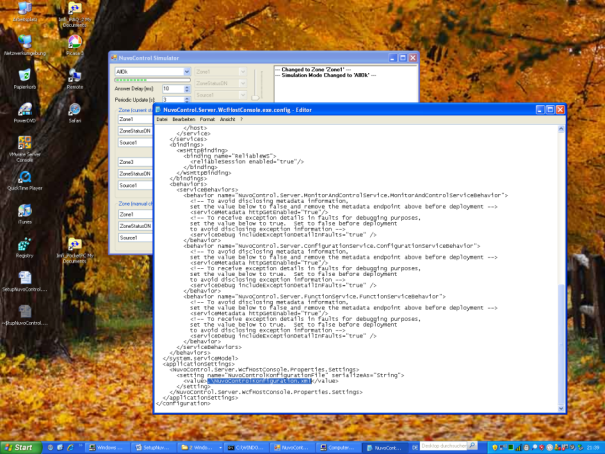 Netzwerkumgebung
Papierkorb
PowerDVD
VMware Server
Console
QuickTime Player
iTunes
Registry
SetupNuvoControl...
Remote
NuvoControl Simulator
AllOk
Zone1
ZoneStatusON
Source1
Answer Delay (ms)
10
Periodic Update (s)
3
--- Changed to Zone 'Zone1' ---
--- Simulation Mode Changed to 'AllOk' ---
Zone1
ZoneStatusON
Source1
Zone3
ZoneStatusON
Source1
Zone1
ZoneStatusON
Source1
NuvoControl.Server.WcfHostConsole.exe.config - Editor
Datei Bearbeiten Format Ansicht ?
</host>
</service>
</services>
<bindings>
<wsHttpBinding>
<binding name="ReliableWS">
<reliableSession enabled="true"/>
</binding>
</wsHttpBinding>
</bindings>
<behaviors>
<serviceBehaviors>
<behavior name="NuvoControl.Server.MonitorAndControlService.MonitorAndControlServiceBehavior">
<!-- To avoid disclosing metadata information,
set the value below to false and remove the metadata endpoint above before deployment -->
<serviceMetadata httpGetEnabled="True"/>
<!-- To receive exception details in faults for debugging purposes,
set the value below to true. Set to false before deployment
to avoid disclosing exception information -->
<serviceDebug includeExceptionDetailInFaults="true" />
</behavior>
<behavior name="NuvoControl.Server.ConfigurationService.ConfigurationServiceBehavior">
<!-- To avoid disclosing metadata information,
set the value below to false and remove the metadata endpoint above before deployment -->
<serviceMetadata httpGetEnabled="True"/>
<!-- To receive exception details in faults for debugging purposes,
set the value below to true. Set to false before deployment
to avoid disclosing exception information -->
<serviceDebug includeExceptionDetailInFaults="true" />
</behavior>
<behavior name="NuvoControl.Server.FunctionService.FunctionServiceBehavior">
<!-- To avoid disclosing metadata information,
set the value below to false and remove the metadata endpoint above before deployment -->
<serviceMetadata httpGetEnabled="True"/>
<!-- To receive exception details in faults for debugging purposes,
set the value below to true. Set to false before deployment
to avoid disclosing exception information -->
<serviceDebug includeExceptionDetailInFaults="true" />
</behavior>
</serviceBehaviors>
</behaviors>
</system.serviceModel>
<applicationSettings>
<NuvoControl.Server.WcfHostConsole.Properties.Settings>
<setting name="NuvoControlKonfigurationFile" serializeAs="String">
<value>.\NuvoControlKonfiguration.xml</value>
</setting>
</NuvoControl.Server.WcfHostConsole.Properties.Settings>
</applicationSettings>
</configuration>
Start
Windows ...
SetupNuv...
2 Window...
C:\WINDO...
NuvoCont...
Computer...
NuvoCont...
DE
Desktop durchsuchen